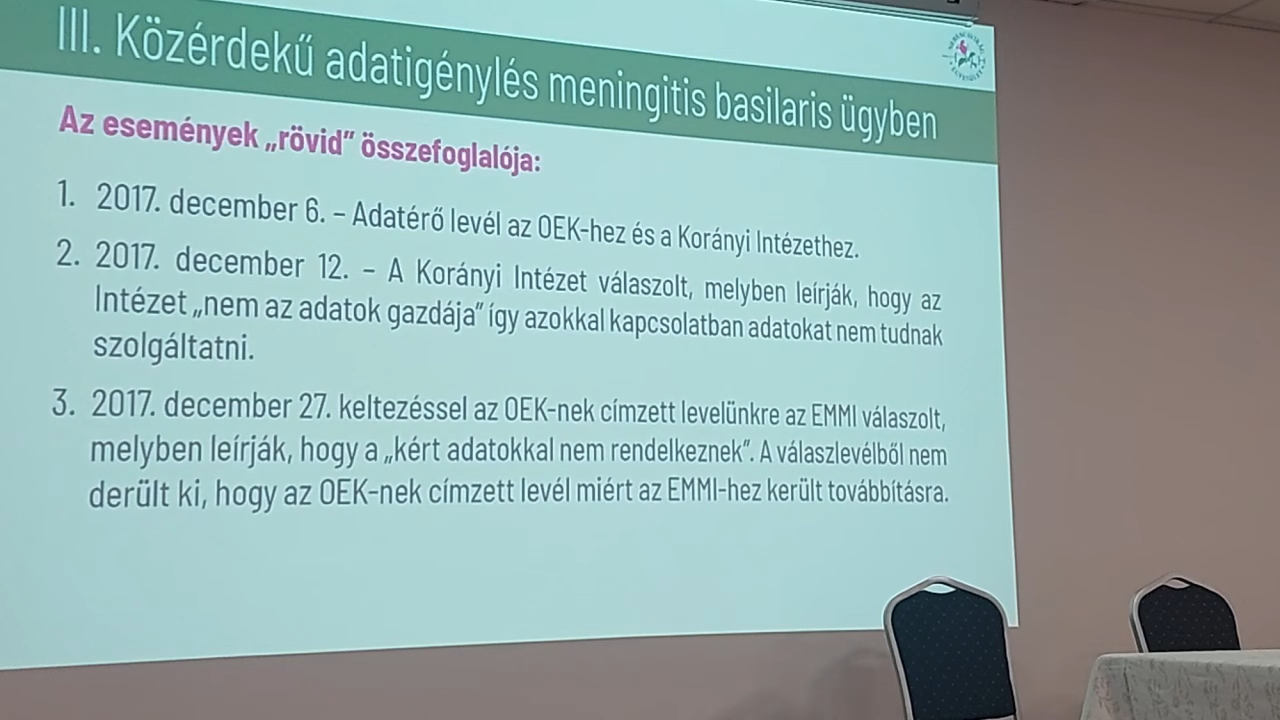 III. Közérdekű adatigénylés meningitis basilaris ügyben
Az események „rövid” összefoglalója:
1. 2017. december 6. – Adatérő levél az OEK-hez és a Korányi Intézethez.
2. 2017. december 12. – A Korányi Intézet válaszolt, melyben leírják, hogy az
Intézet „nem az adatok gazdája” így azokkal kapcsolatban adatokat nem tudnak
szolgáltatni.
3. 2017. december 27. keltezéssel az OEK-nek címzett levelünkre az EMMI válaszolt,
melyben leírják, hogy a „kért adatokkal nem rendelkeznek”. A válaszlevélből nem
derült ki, hogy az OEK-nek címzett levél miért az EMMI-hez került továbbításra.